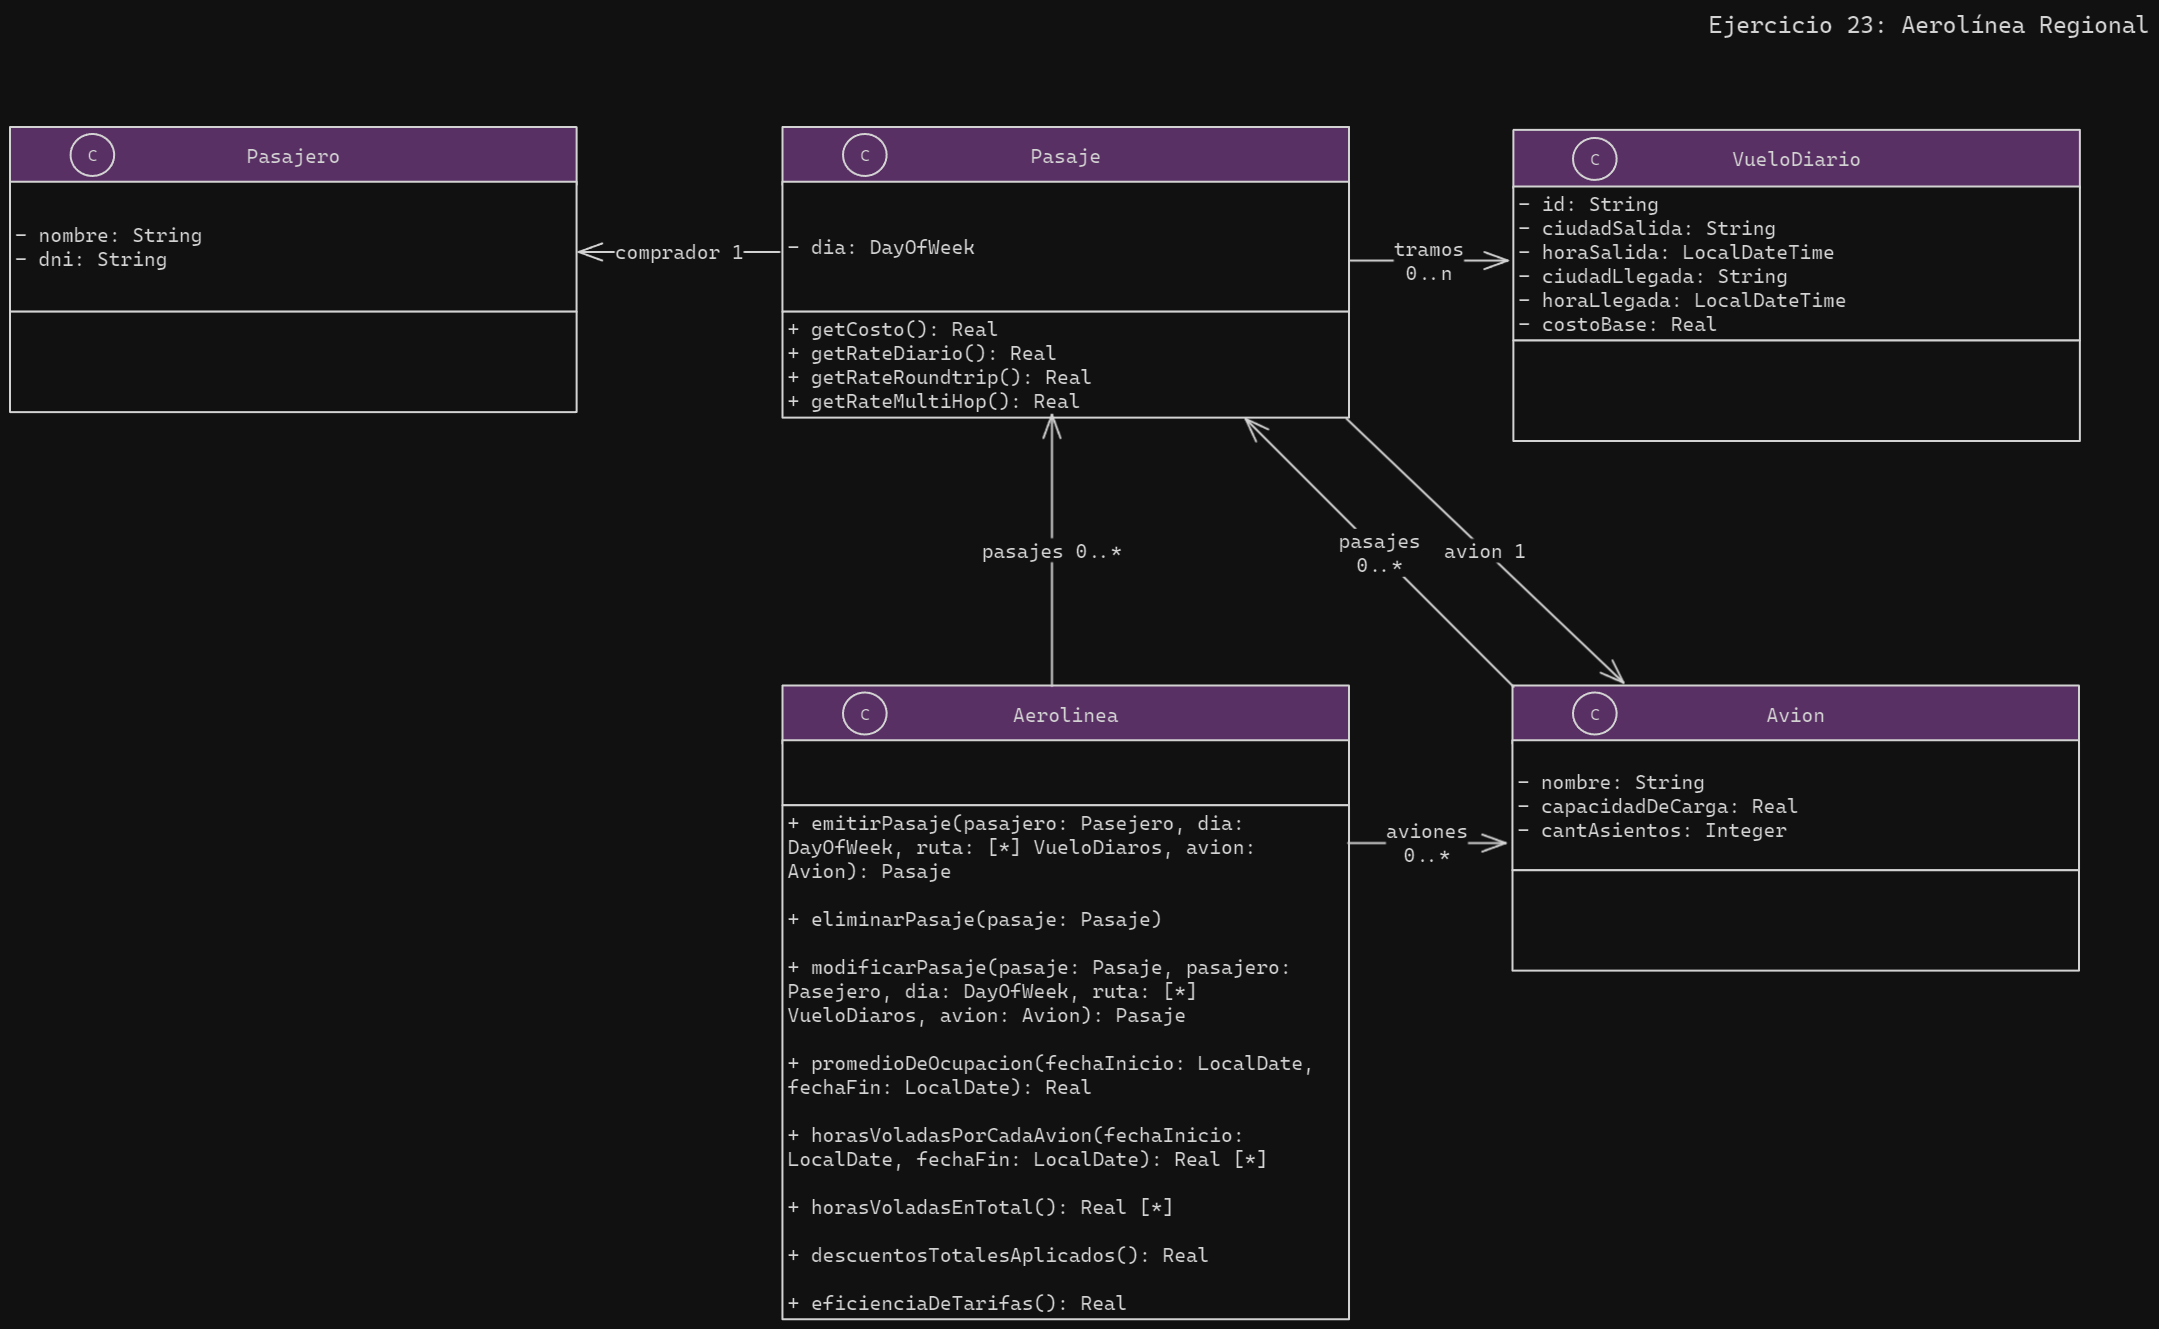 Ejercicio 23: Aerolínea Regional
C
Pasajero
- nombre: String
- dni: String
comprador 1
C
Pasaje
- dia: DayOfWeek
+ getCosto(): Real
+ getRateDiario(): Real
+ getRateRoundtrip(): Real
+ getRateMultiHop(): Real
tramos
0..n
C
VueloDiario
- id: String
- ciudadSalida: String
- horaSalida: LocalDateTime
- ciudadLlegada: String
- horaLlegada: LocalDateTime
- costoBase: Real
pasajes 0..*
pasajes
0..*
avion 1
C
Aerolinea
+ emitirPasaje(pasajero: Pasejero, dia:
DayOfWeek, ruta: [*] VueloDiaros, avion:
Avion): Pasaje
+ eliminarPasaje(pasaje: Pasaje)
+ modificarPasaje(pasaje: Pasaje, pasajero:
Pasejero, dia: DayOfWeek, ruta: [*]
VueloDiaros, avion: Avion): Pasaje
+ promedioDeOcupacion(fechaInicio: LocalDate,
fechaFin: LocalDate): Real
+ horasVoladasPorCadaAvion(fechaInicio:
LocalDate, fechaFin: LocalDate): Real [*]
+ horasVoladasEnTotal(): Real [*]
+ descuentosTotalesAplicados(): Real
+ eficienciaDeTarifas(): Real
aviones
0..*
C
Avion
- nombre: String
- capacidadDeCarga: Real
- cantAsientos: Integer